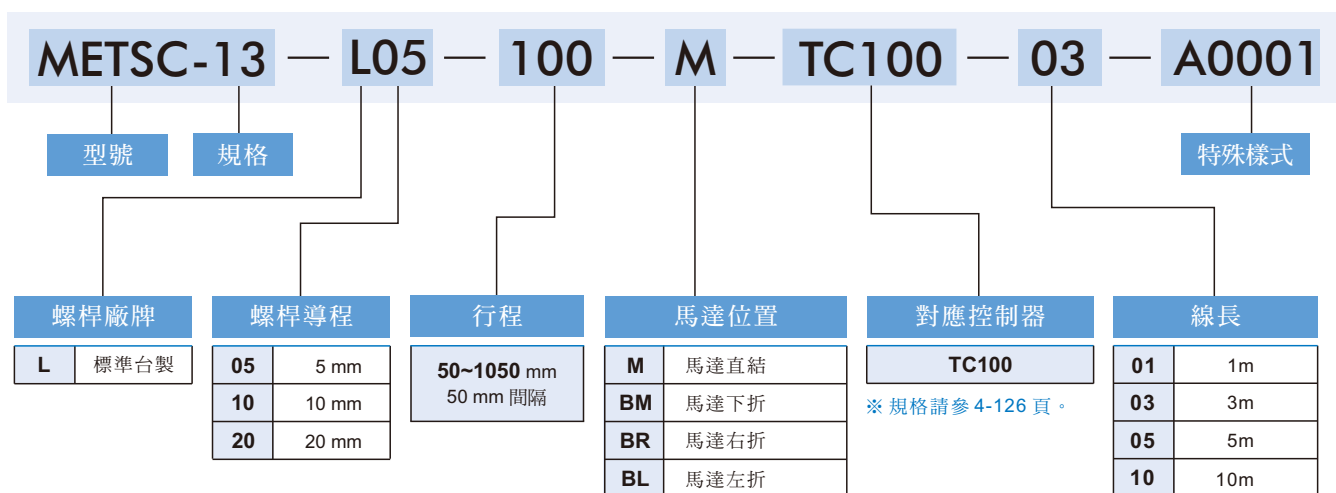 METSC-13 — L05 — 100 — M — TC100 — 03 — A0001
型號 規格 特殊樣式
螺桿廠牌
L 標準台製
螺桿導程
05 5 mm
10 10 mm
20 20 mm
行程
50~1050 mm
50 mm 間隔
馬達位置
M 馬達直結
BM 馬達下折
BR 馬達右折
BL 馬達左折
對應控制器
TC100
※ 規格請參 4-126 頁。
線長
01 1m
03 3m
05 5m
10 10m